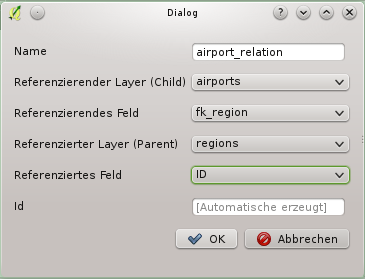 Dialog
Name airport_relation
Referenzierender Layer (Child) airports
Referenzierendes Feld fk_region
Referenzierter Layer (Parent) regions
Referenziertes Feld ID
Id [Automatische erzeugt]
OK Abbrechen